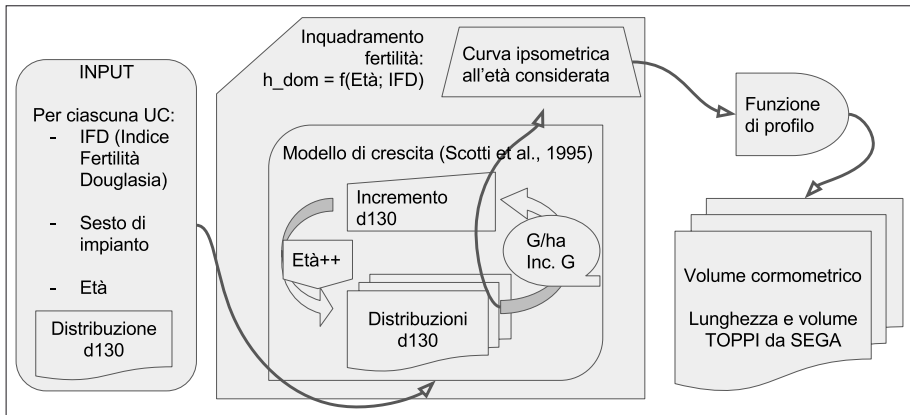 INPUT
Per ciascuna UC:
- IFD (Indice
Fertilità
Douglasia)
- Sesto di
impianto
- Età
Distribuzione
d130
Inquadramento
fertilità:
h_dom = f(Età; IFD)
Curva ipsometrica
all'età considerata
Modello di crescita (Scotti et al., 1995)
Incremento
d130
Età++
G/ha
Inc. G
Distribuzioni
d130
Funzione
di profilo
Volume cormometrico
Lunghezza e volume
TOPPI da SEGA